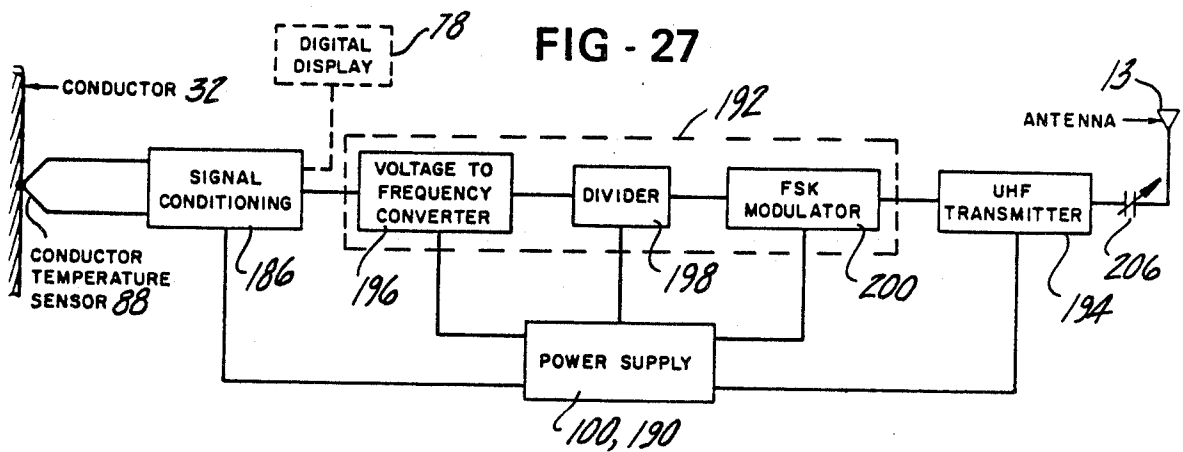 DIGITAL
DISPLAY
78
FIG - 27
CONDUCTOR 32
192
13
ANTENNA
SIGNAL
CONDITIONING
VOLTAGE TO
FREQUENCY
CONVERTER
DIVIDER
FSK
MODULATOR
UHF
TRANSMITTER
CONDUCTOR
TEMPERATURE
SENSOR 88
186
196
198
200
206
194
POWER SUPPLY
100, 190